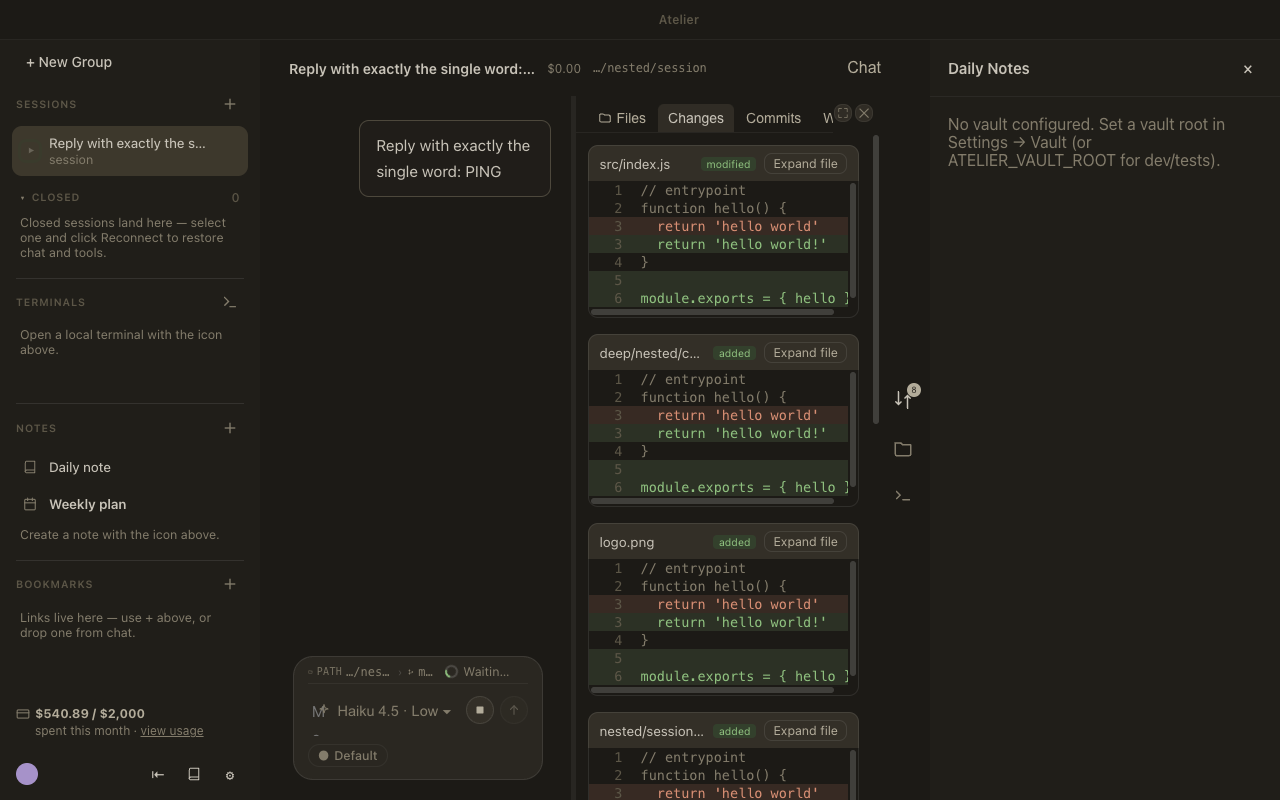 Atelier
+ New Group
SESSIONS
Reply with exactly the s...
session
CLOSED 0
Closed sessions land here — select
one and click Reconnect to restore
chat and tools.
TERMINALS
Open a local terminal with the icon
above.
NOTES
Daily note
Weekly plan
Create a note with the icon above.
BOOKMARKS
Links live here — use + above, or
drop one from chat.
$540.89 / $2,000
spent this month · view usage
Reply with exactly the single word:... $0.00 …/nested/session Chat
Reply with exactly the
single word: PING
PATH …/nes… › m… Waitin...
Haiku 4.5 · Low
Default
Files Changes Commits
src/index.js modified Expand file
1 // entrypoint
2 function hello() {
3 return 'hello world'
3 return 'hello world!'
4 }
5
6 module.exports = { hello }
deep/nested/c... added Expand file
1 // entrypoint
2 function hello() {
3 return 'hello world'
3 return 'hello world!'
4 }
5
6 module.exports = { hello }
logo.png added Expand file
1 // entrypoint
2 function hello() {
3 return 'hello world'
3 return 'hello world!'
4 }
5
6 module.exports = { hello }
nested/session... added Expand file
1 // entrypoint
2 function hello() {
3 return 'hello world'
8
Daily Notes
No vault configured. Set a vault root in
Settings → Vault (or
ATELIER_VAULT_ROOT for dev/tests).